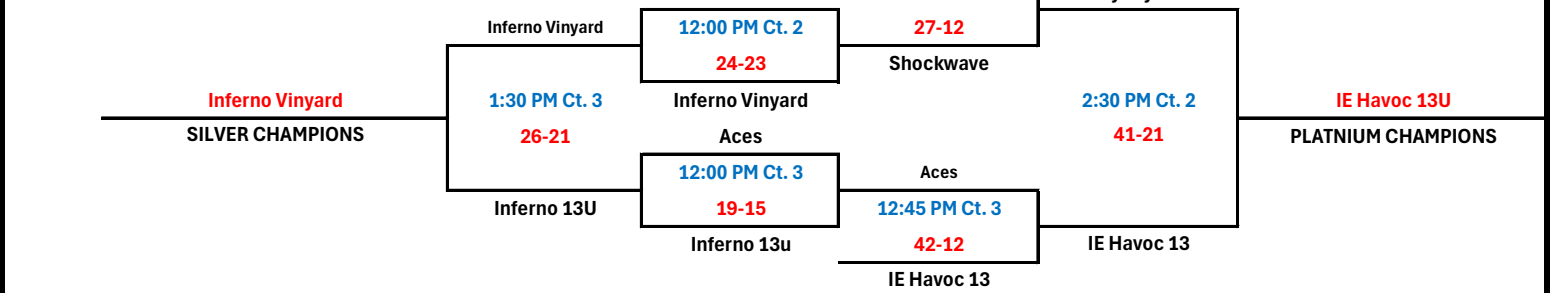 Inferno Vinyard
12:00 PM Ct. 2
27-12
24-23
Shockwave
Inferno Vinyard
1:30 PM Ct. 3
Inferno Vinyard
2:30 PM Ct. 2
IE Havoc 13U
SILVER CHAMPIONS
26-21
Aces
41-21
PLATNIUM CHAMPIONS
12:00 PM Ct. 3
Aces
Inferno 13U
19-15
12:45 PM Ct. 3
Inferno 13u
42-12
IE Havoc 13
IE Havoc 13